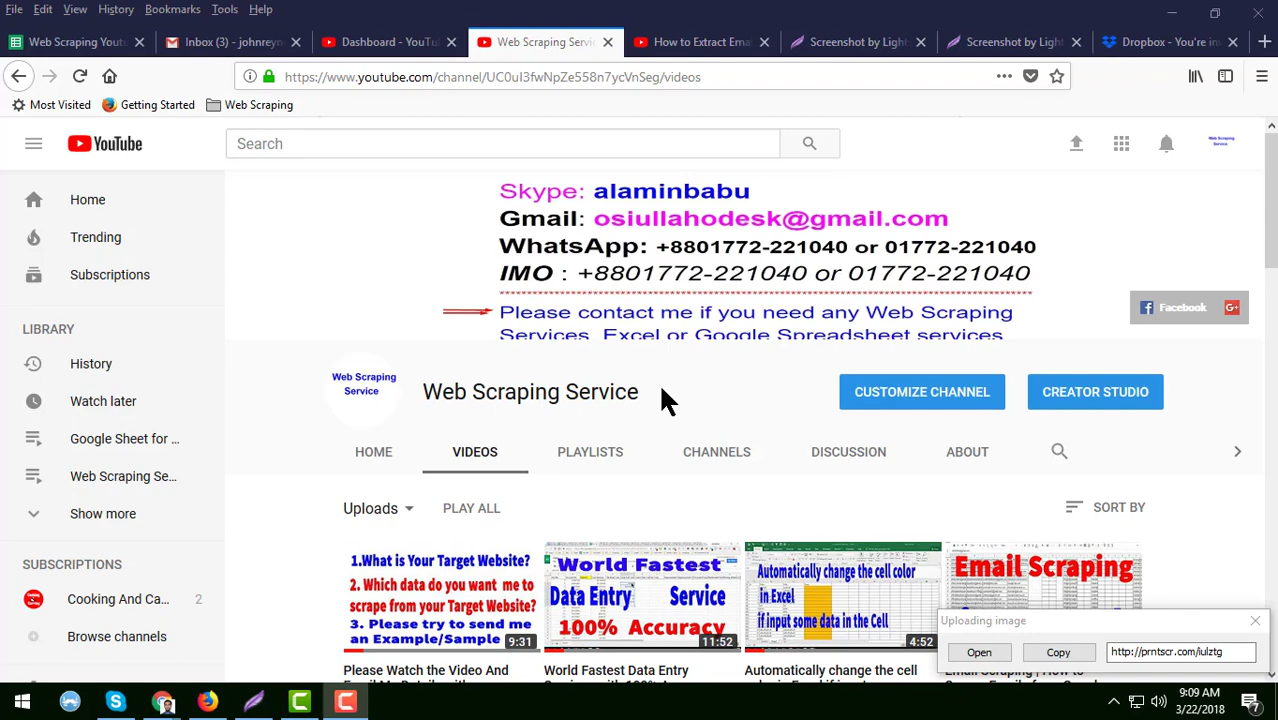 File Edit View History Bookmarks Tools Help
Web Scraping Yout
Inbox (3) - johnreyn
Dashboard - YouTu
Web Scraping Servi
How to Extract Ema
Screenshot by Light
Screenshot by Light
Dropbox - You're in
https://www.youtube.com/channel/UC0uI3fwNpZe558n7ycVnSeg/videos
Most Visited Getting Started Web Scraping
YouTube
Search
Web Scraping
Service
Home
Trending
Subscriptions
LIBRARY
History
Watch later
Google Sheet for ...
Web Scraping Se...
Show more
SUBSCRIPTIONS
Cooking And Ca... 2
Browse channels
Skype: alaminbabu
Gmail: osiullahodesk@gmail.com
WhatsApp: +8801772-221040 or 01772-221040
IMO : +8801772-221040 or 01772-221040
Please contact me if you need any Web Scraping
Services, Excel or Google Spreadsheet services
Facebook G+
Web Scraping
Service
Web Scraping Service
CUSTOMIZE CHANNEL
CREATOR STUDIO
HOME VIDEOS PLAYLISTS CHANNELS DISCUSSION ABOUT
Uploads PLAY ALL SORT BY
1.What is Your Target Website?
2. Which data do you want me to
scrape from your Target Website?
3. Please try to send me
an Example/Sample
9:31
Please Watch the Video And
World Fastest
Data Entry Service
100% Accuracy
11:52
World Fastest Data Entry
Automatically change the cell color
in Excel
if input some data in the Cell
4:52
Automatically change the cell
Email Scraping
Uploading image
Open Copy http://prntscr.com/iulztg
9:09 AM
3/22/2018
7